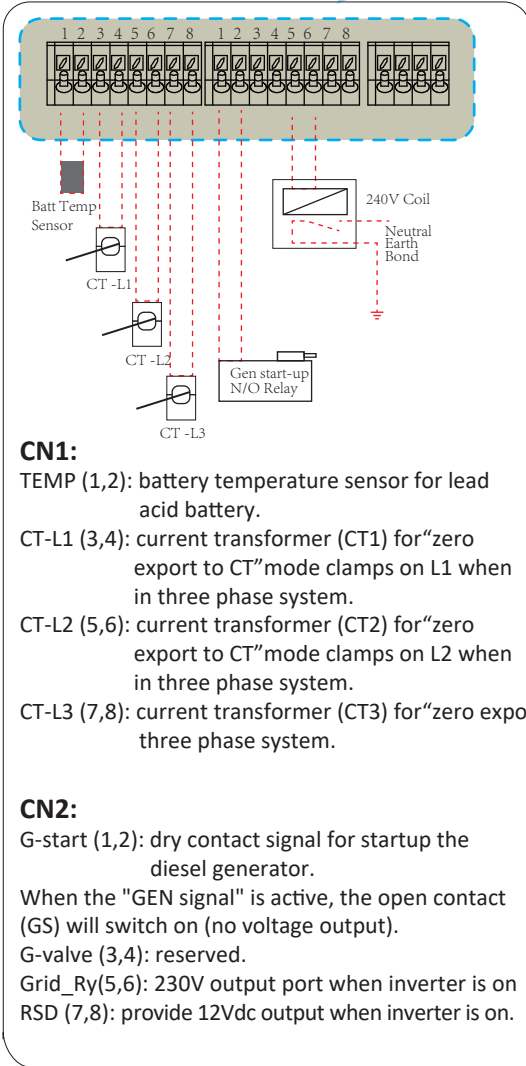 1 2 3 4 5 6 7 8 1 2 3 4 5 6 7 8
Batt Temp
Sensor
240V Coil
Neutral
Earth
Bond
CT -L1
CT -L2
Gen start-up
N/O Relay
CT -L3
CN1:
TEMP (1,2): battery temperature sensor for lead
acid battery.
CT-L1 (3,4): current transformer (CT1) for“zero
export to CT”mode clamps on L1 when
in three phase system.
CT-L2 (5,6): current transformer (CT2) for“zero
export to CT”mode clamps on L2 when
in three phase system.
CT-L3 (7,8): current transformer (CT3) for“zero expo
three phase system.
CN2:
G-start (1,2): dry contact signal for startup the
diesel generator.
When the "GEN signal" is active, the open contact
(GS) will switch on (no voltage output).
G-valve (3,4): reserved.
Grid_Ry(5,6): 230V output port when inverter is on
RSD (7,8): provide 12Vdc output when inverter is on.